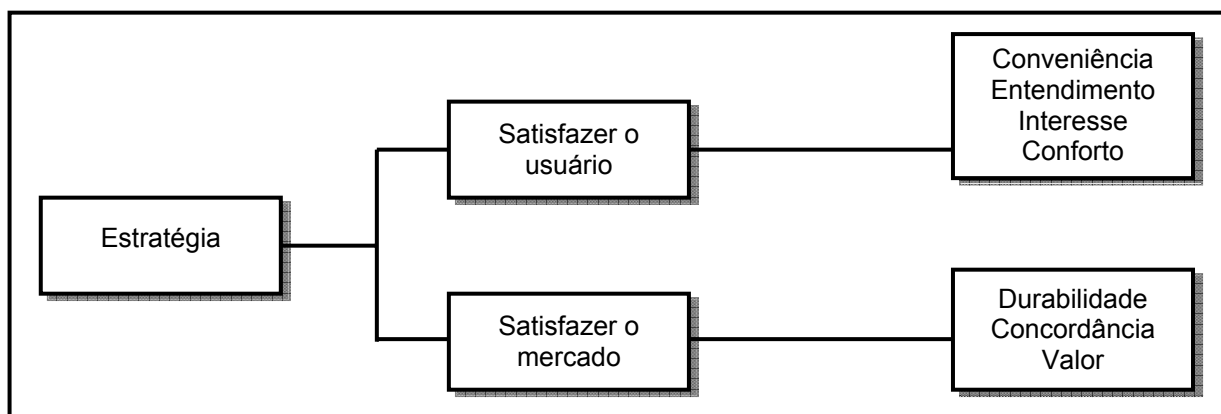 Estratégia
Satisfazer o
usuário
Conveniência
Entendimento
Interesse
Conforto
Satisfazer o
mercado
Durabilidade
Concordância
Valor